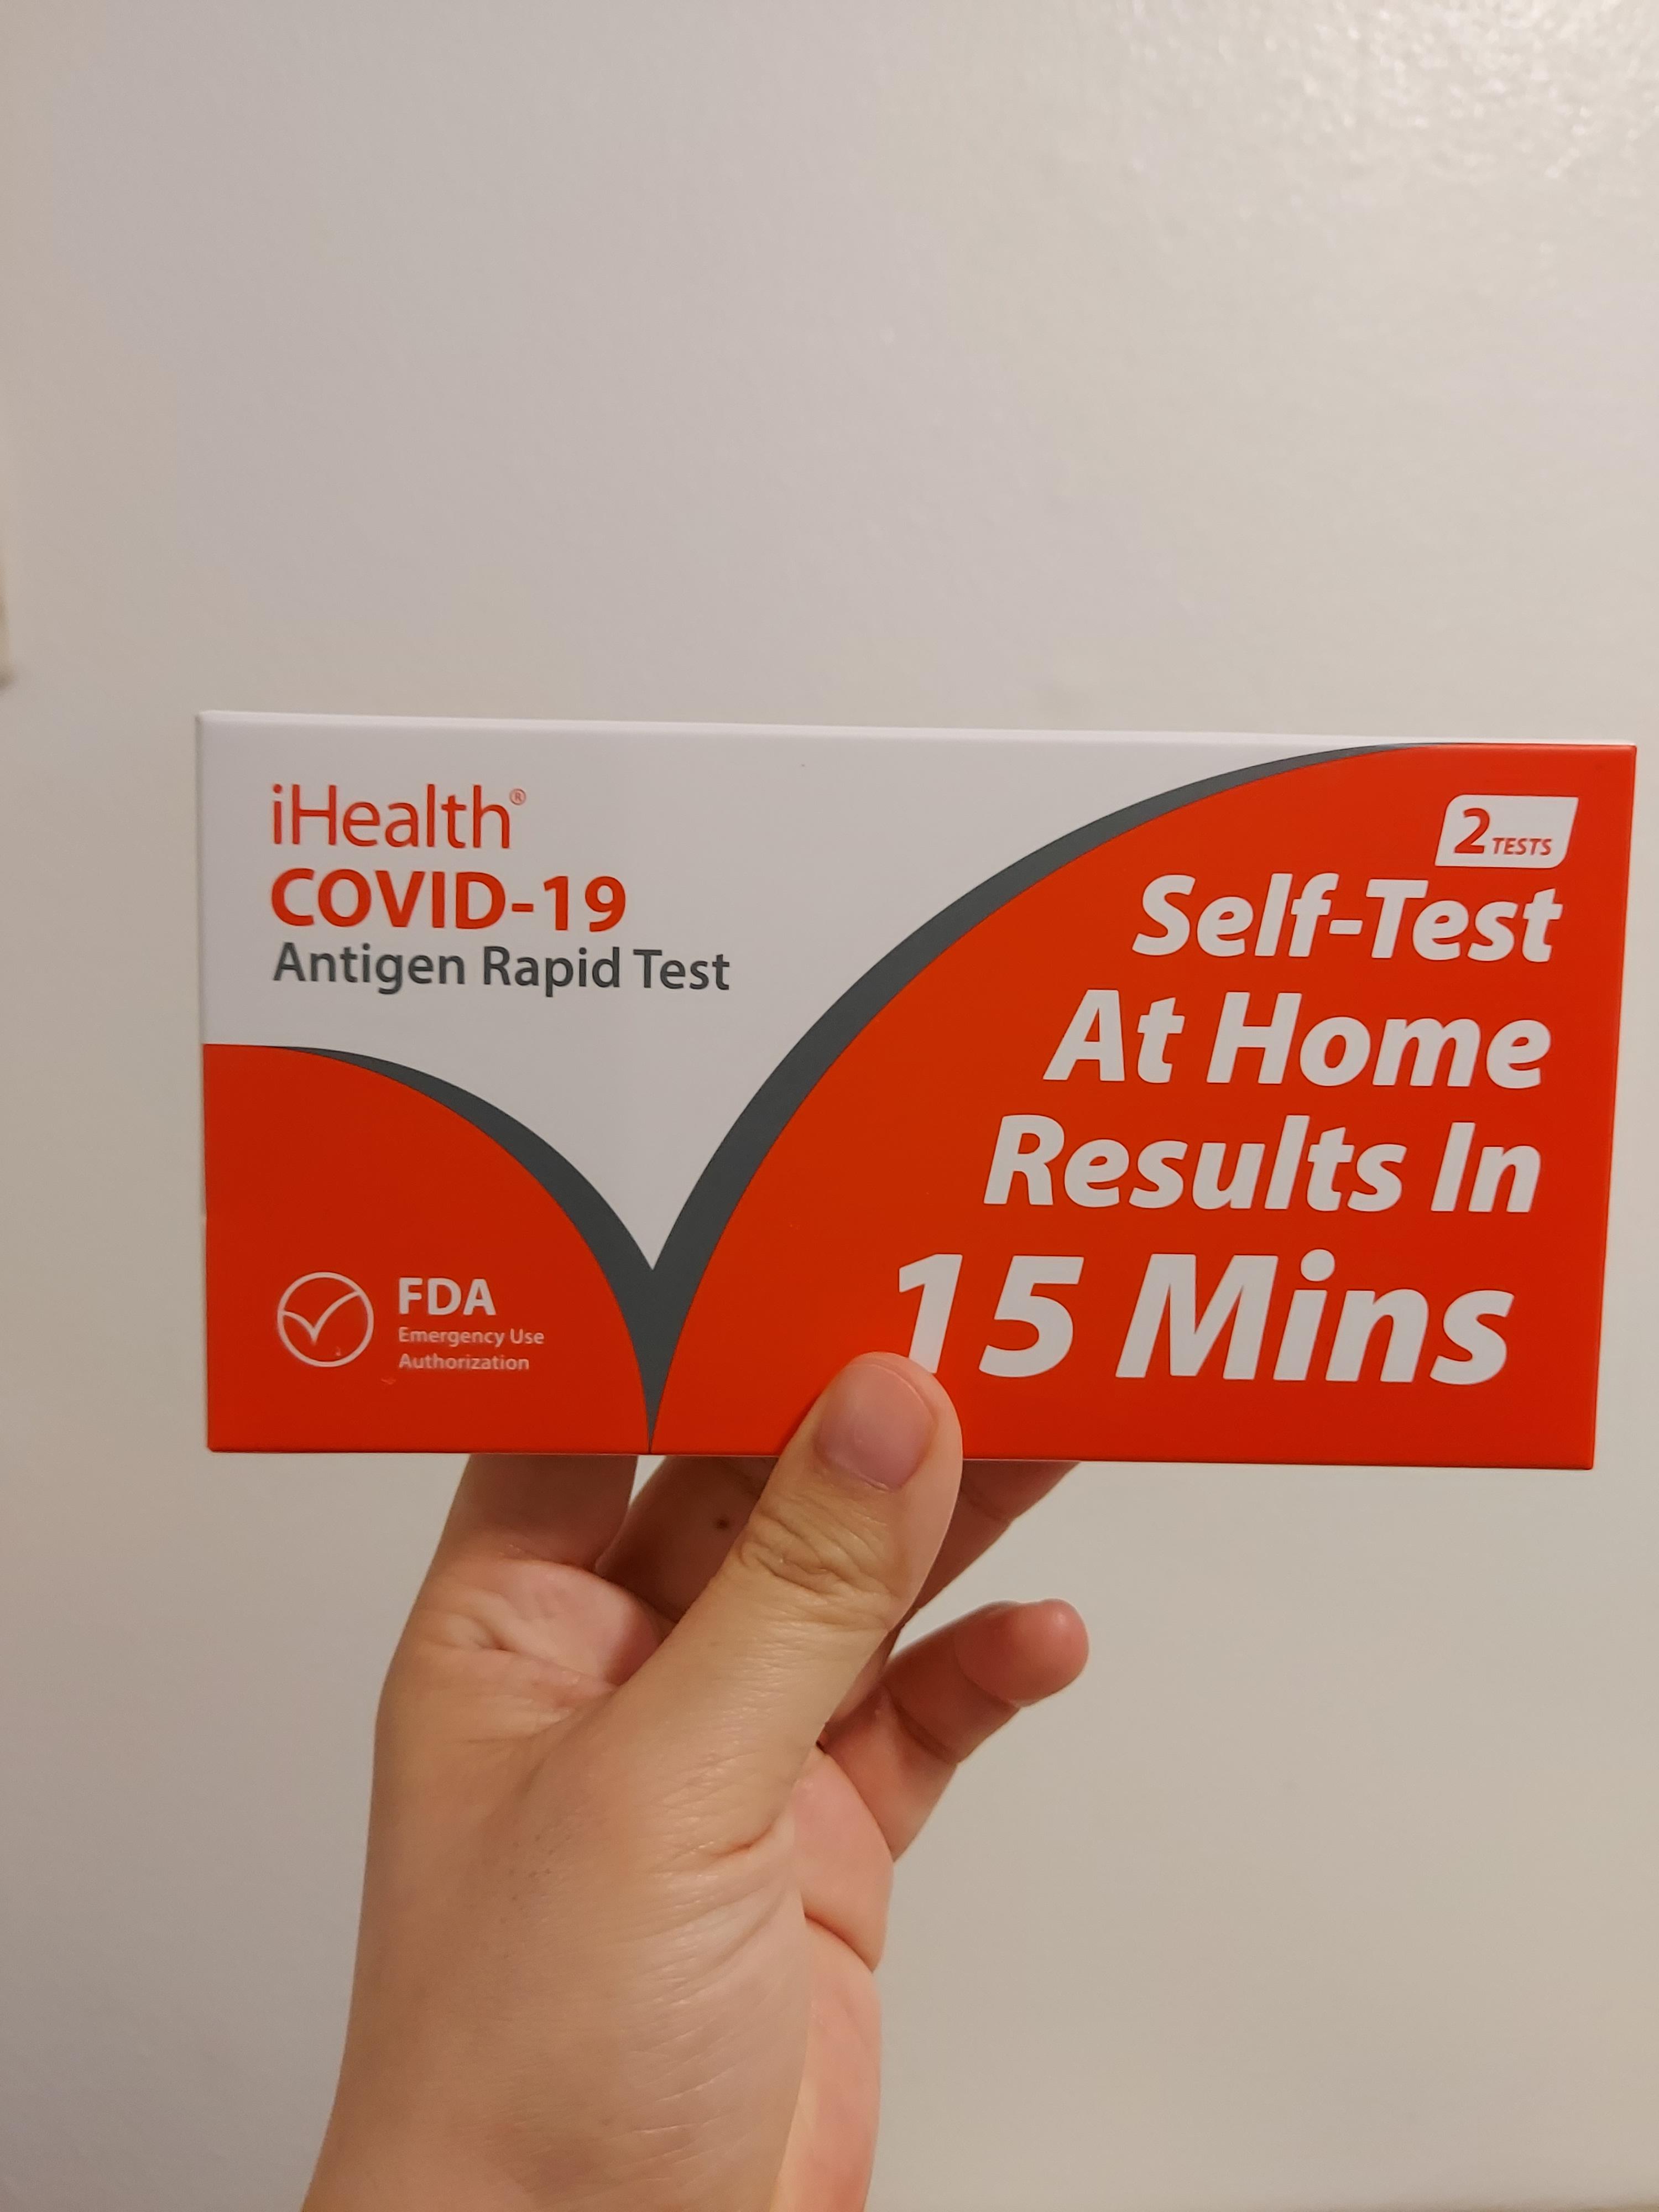 iHealth®
COVID-19
Antigen Rapid Test
FDA
Emergency Use
Authorization
2 TESTS
Self-Test
At Home
Results In
15 Mins